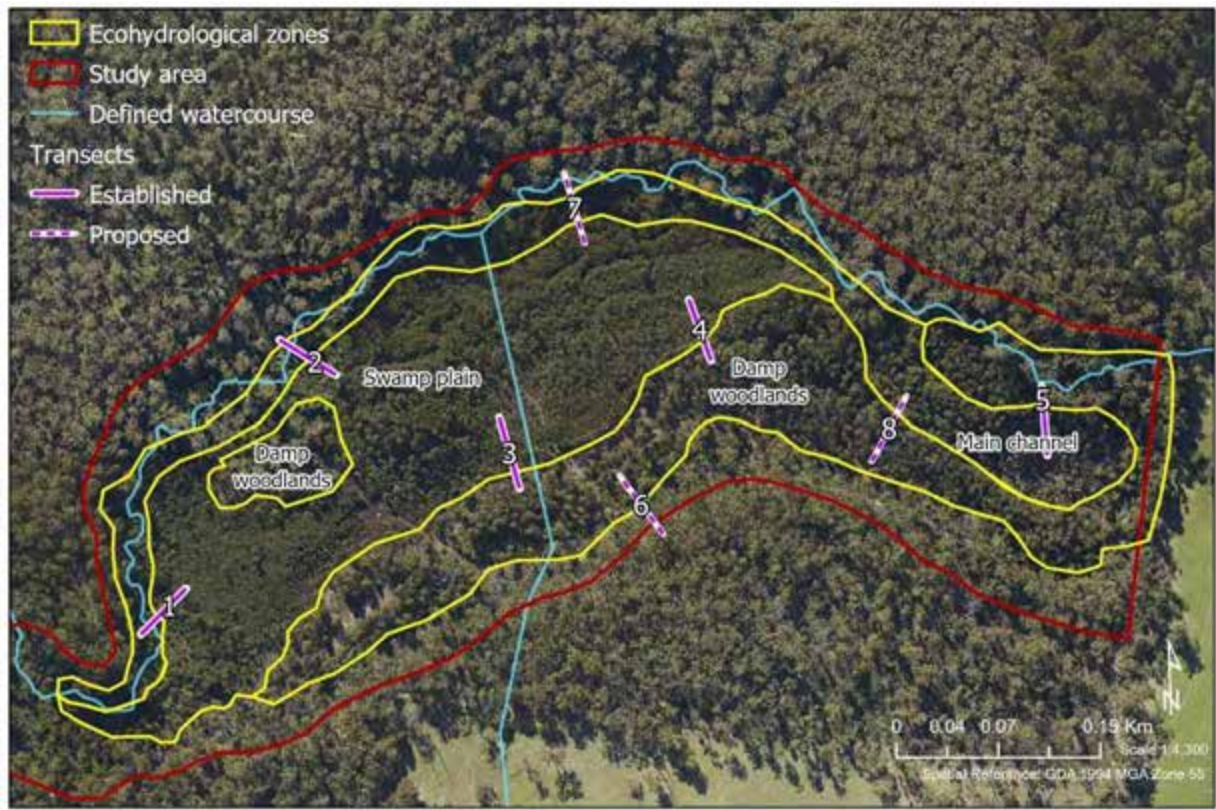 Ecohydrological zones
Study area
Defined watercourse
Transects
Established
Proposed
7
2
4
Swamp plain
Damp
woodlands
5
8
Main channel
3
Damp
woodlands
6
1
0 0.04 0.07 0.15 Km
Scale 1:4,300
Spatial Reference: GDA 1994 MGA Zone 55
N